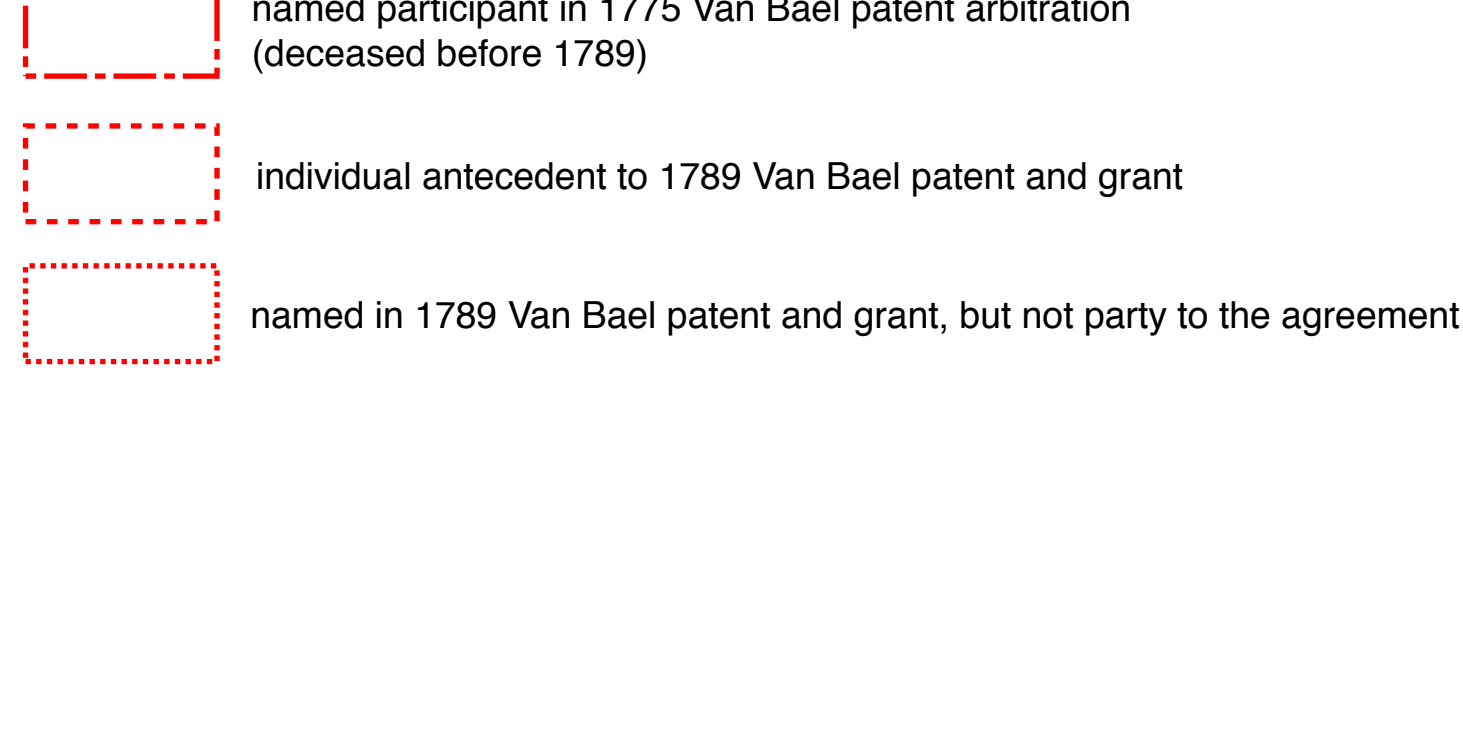 named participant in 1775 Van Bael patent arbitration
(deceased before 1789)
individual antecedent to 1789 Van Bael patent and grant
named in 1789 Van Bael patent and grant, but not party to the agreement